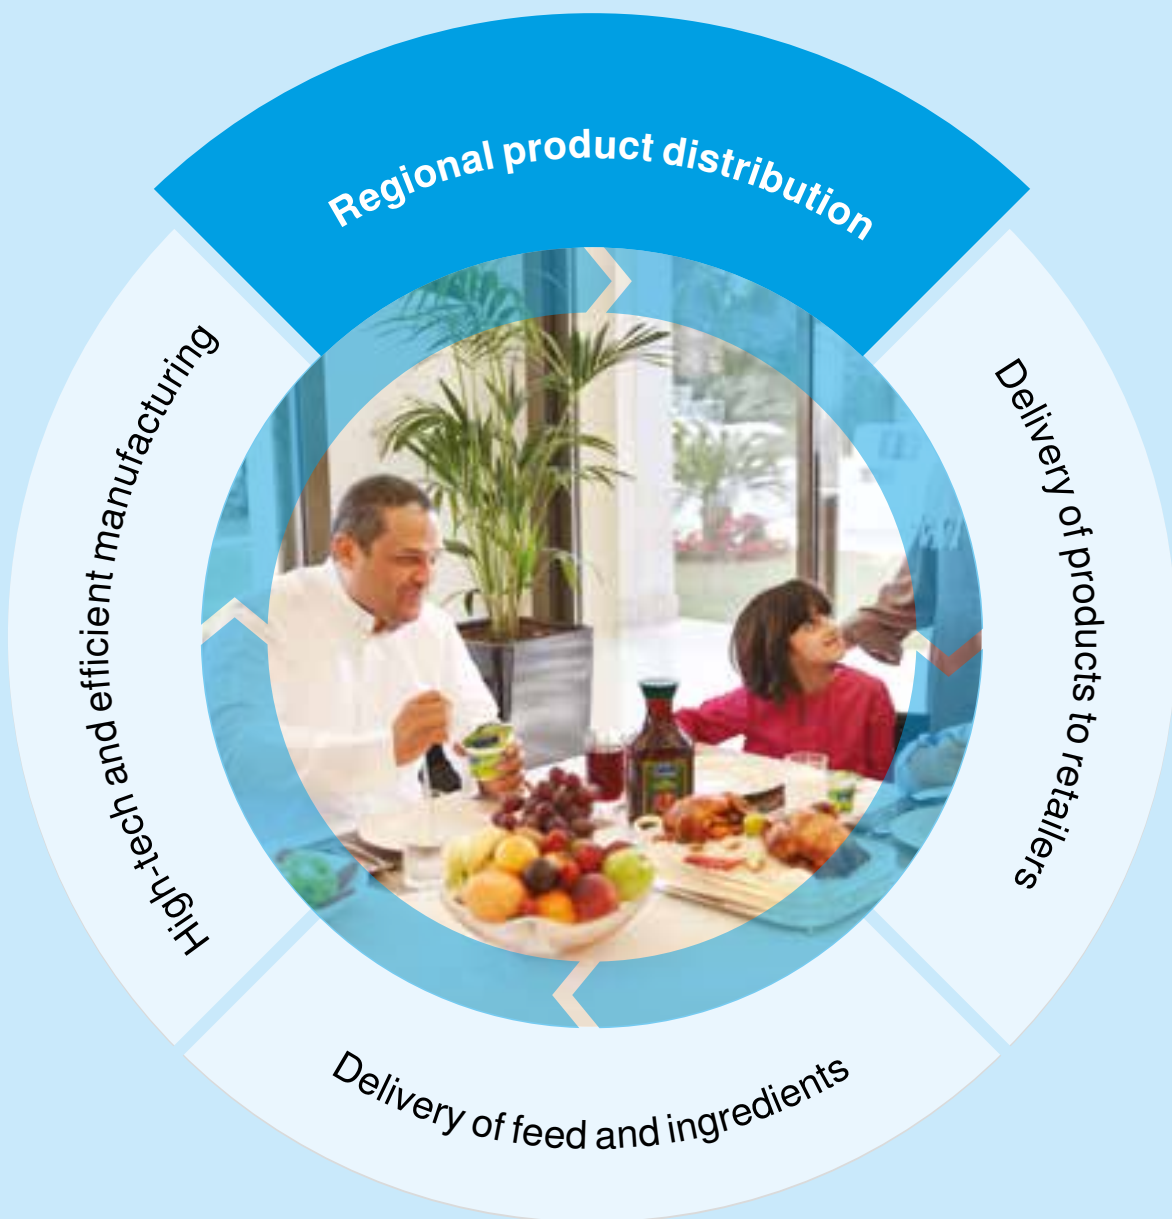 Regional product distribution
Delivery of products to retailers
Delivery of feed and ingredients
High-tech and efficient manufacturing